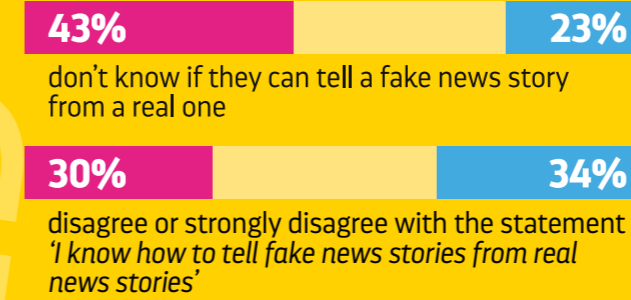 43% 23%
don't know if they can tell a fake news story
from a real one
30% 34%
disagree or strongly disagree with the statement
‘I know how to tell fake news stories from real
news stories’